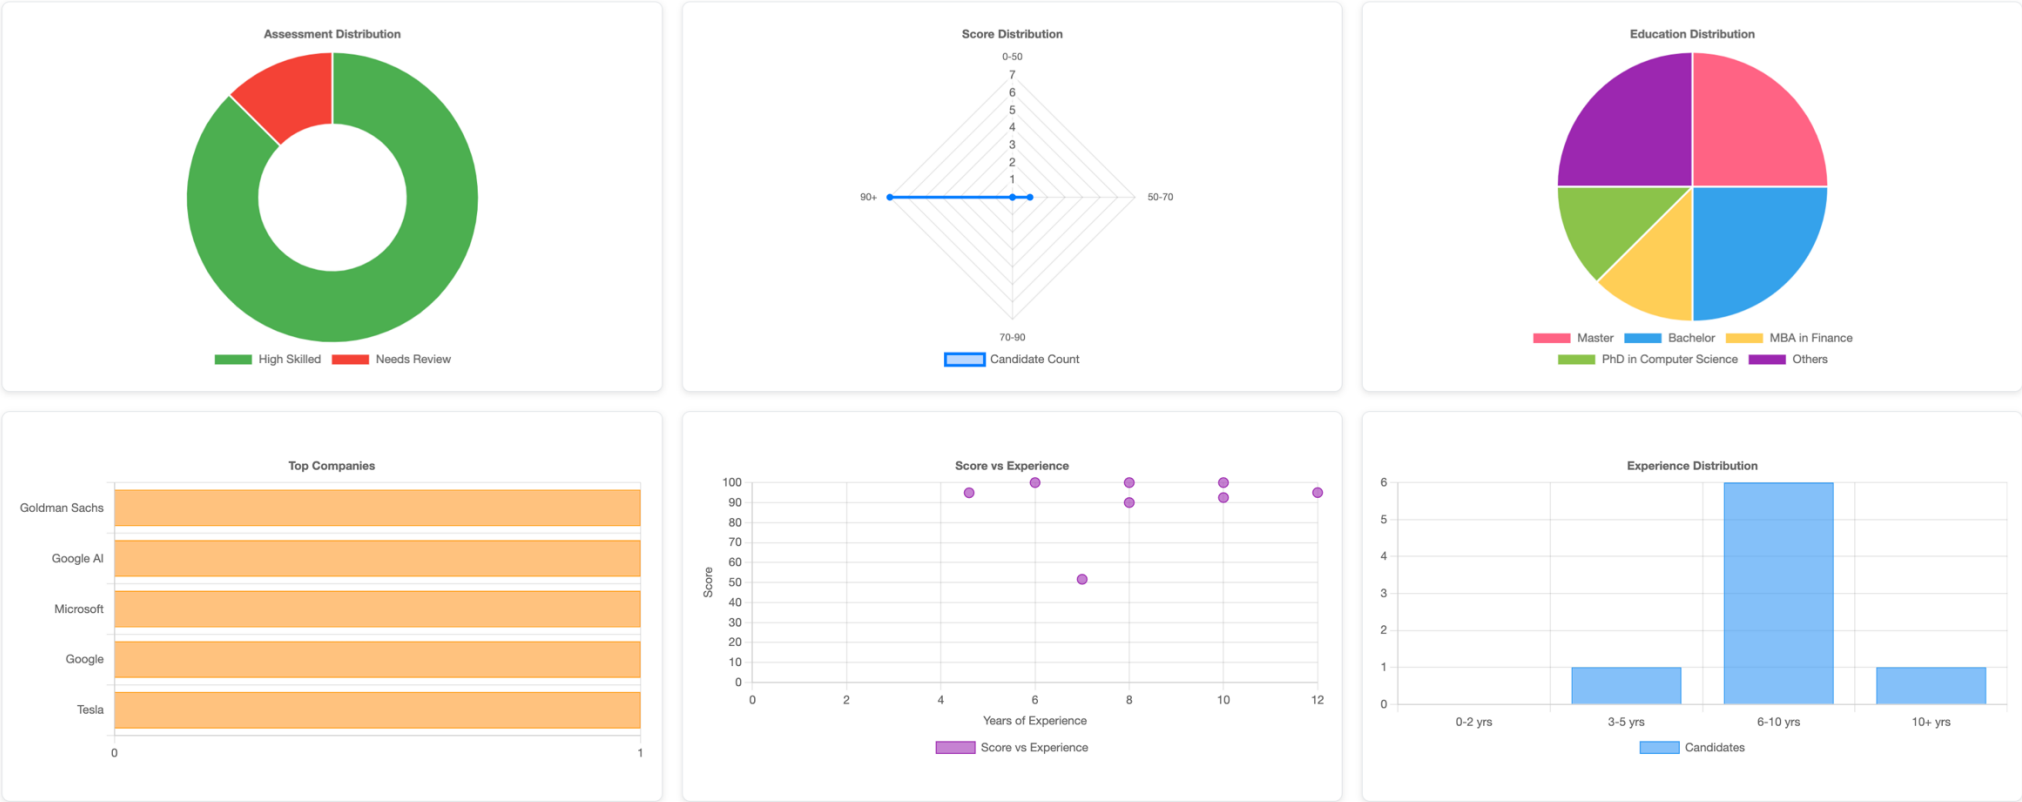 Assessment Distribution
High Skilled
Needs Review
Score Distribution
0-50
7
6
5
4
3
2
1
90+
50-70
70-90
Candidate Count
Education Distribution
Master
Bachelor
MBA in Finance
PhD in Computer Science
Others
Top Companies
Goldman Sachs
Google AI
Microsoft
Google
Tesla
0
1
Score vs Experience
100
90
80
70
60
50
40
30
20
10
0
Score
0
2
4
6
8
10
12
Years of Experience
Score vs Experience
Experience Distribution
6
5
4
3
2
1
0
0-2 yrs
3-5 yrs
6-10 yrs
10+ yrs
Candidates